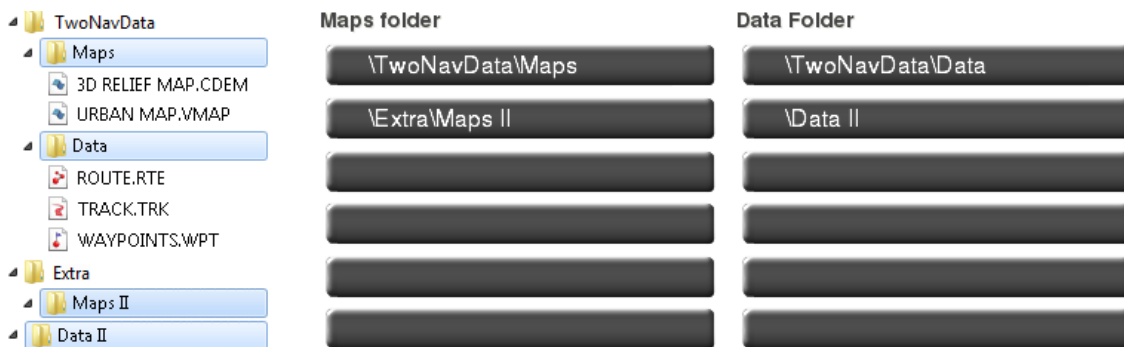 TwoNavData
Maps
3D RELIEF MAP.CDEM
URBAN MAP.VMAP
Data
ROUTE.RTE
TRACK.TRK
WAYPOINTS.WPT
Extra
Maps II
Data II
Maps folder
\TwoNavData\Maps
\Extra\Maps II
Data Folder
\TwoNavData\Data
\Data II